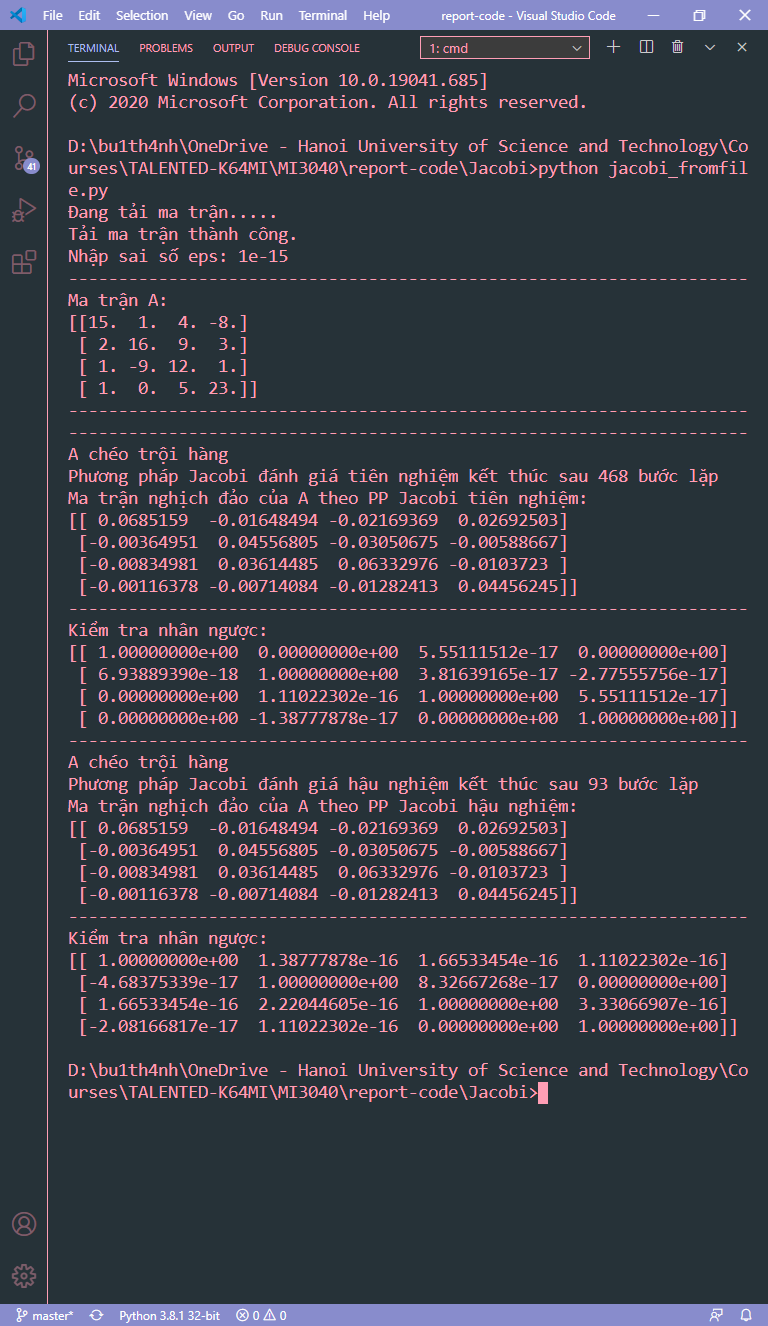 File Edit Selection View Go Run Terminal Help report-code - Visual Studio Code
TERMINAL PROBLEMS OUTPUT DEBUG CONSOLE 1: cmd
Microsoft Windows [Version 10.0.19041.685]
(c) 2020 Microsoft Corporation. All rights reserved.
D:\bu1th4nh\OneDrive - Hanoi University of Science and Technology\Co
urses\TALENTED-K64MI\MI3040\report-code\Jacobi>python jacobi_fromfil
e.py
Đang tải ma trận.....
Tải ma trận thành công.
Nhập sai số eps: 1e-15
--------------------------------------------------------------------
Ma trận A:
[[15.  1.  4. -8.]
 [ 2. 16.  9.  3.]
 [ 1. -9. 12.  1.]
 [ 1.  0.  5. 23.]]
--------------------------------------------------------------------
--------------------------------------------------------------------
A chéo trội hàng
Phương pháp Jacobi đánh giá tiên nghiệm kết thúc sau 468 bước lặp
Ma trận nghịch đảo của A theo PP Jacobi tiên nghiệm:
[[ 0.0685159  -0.01648494 -0.02169369  0.02692503]
 [-0.00364951  0.04556805 -0.03050675 -0.00588667]
 [-0.00834981  0.03614485  0.06332976 -0.0103723 ]
 [-0.00116378 -0.00714084 -0.01282413  0.04456245]]
--------------------------------------------------------------------
Kiểm tra nhân ngược:
[[ 1.00000000e+00  0.00000000e+00  5.55111512e-17  0.00000000e+00]
 [ 6.93889390e-18  1.00000000e+00  3.81639165e-17 -2.77555756e-17]
 [ 0.00000000e+00  1.11022302e-16  1.00000000e+00  5.55111512e-17]
 [ 0.00000000e+00 -1.38777878e-17  0.00000000e+00  1.00000000e+00]]
--------------------------------------------------------------------
A chéo trội hàng
Phương pháp Jacobi đánh giá hậu nghiệm kết thúc sau 93 bước lặp
Ma trận nghịch đảo của A theo PP Jacobi hậu nghiệm:
[[ 0.0685159  -0.01648494 -0.02169369  0.02692503]
 [-0.00364951  0.04556805 -0.03050675 -0.00588667]
 [-0.00834981  0.03614485  0.06332976 -0.0103723 ]
 [-0.00116378 -0.00714084 -0.01282413  0.04456245]]
--------------------------------------------------------------------
Kiểm tra nhân ngược:
[[ 1.00000000e+00  1.38777878e-16  1.66533454e-16  1.11022302e-16]
 [-4.68375339e-17  1.00000000e+00  8.32667268e-17  0.00000000e+00]
 [ 1.66533454e-16  2.22044605e-16  1.00000000e+00  3.33066907e-16]
 [-2.08166817e-17  1.11022302e-16  0.00000000e+00  1.00000000e+00]]
D:\bu1th4nh\OneDrive - Hanoi University of Science and Technology\Co
urses\TALENTED-K64MI\MI3040\report-code\Jacobi>
41
master* Python 3.8.1 32-bit 0 0